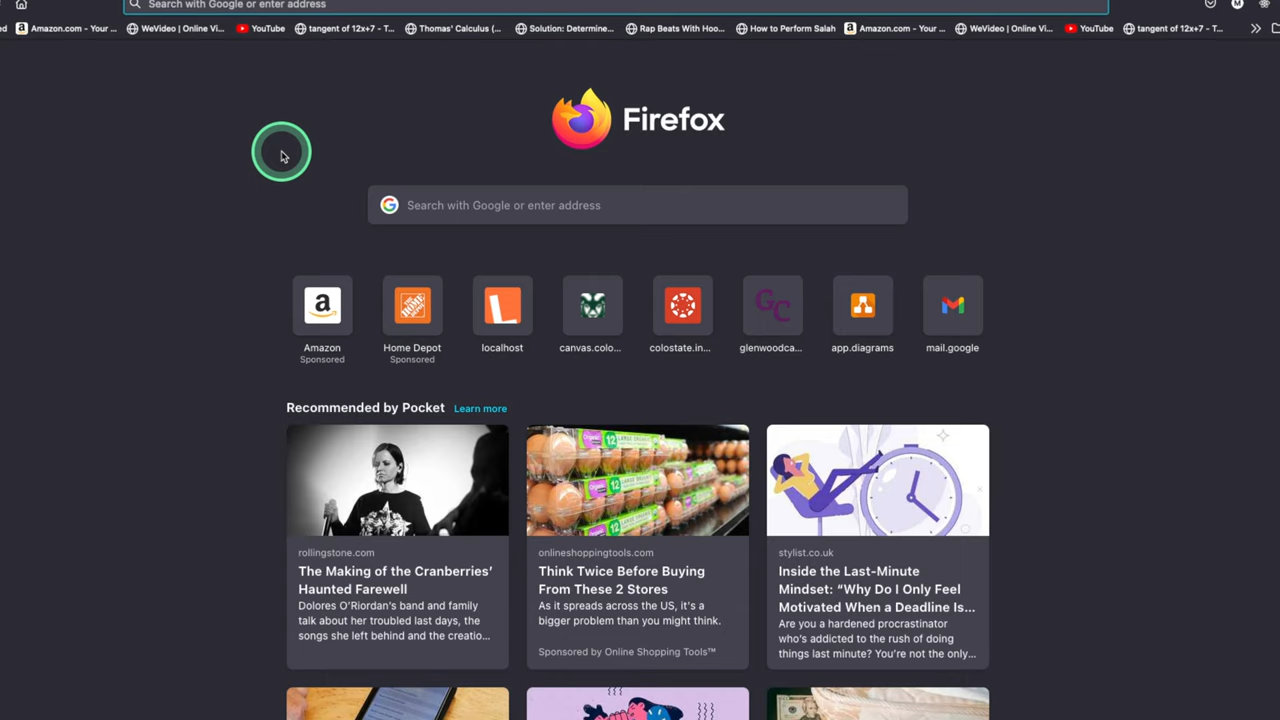 Search with Google or enter address
Amazon.com - Your ... WeVideo | Online Vi... YouTube tangent of 12x+7 - T... Thomas' Calculus (... Solution: Determine... Rap Beats With Hoo... How to Perform Salah Amazon.com - Your ... WeVideo | Online Vi... YouTube tangent of 12x+7 - T...
Firefox
Search with Google or enter address
Amazon Home Depot localhost canvas.colo... colostate.in... glenwoodca... app.diagrams mail.google
Sponsored Sponsored
Recommended by Pocket Learn more
rollingstone.com
The Making of the Cranberries’
Haunted Farewell
Dolores O’Riordan’s band and family
talk about her troubled last days, the
songs she left behind and the creatio...
onlineshoppingtools.com
Think Twice Before Buying
From These 2 Stores
As it spreads across the US, it's a
bigger problem than you might think.
Sponsored by Online Shopping Tools™
stylist.co.uk
Inside the Last-Minute
Mindset: “Why Do I Only Feel
Motivated When a Deadline Is...
Are you a hardened procrastinator
who’s addicted to the rush of doing
things last minute? You’re not the only...